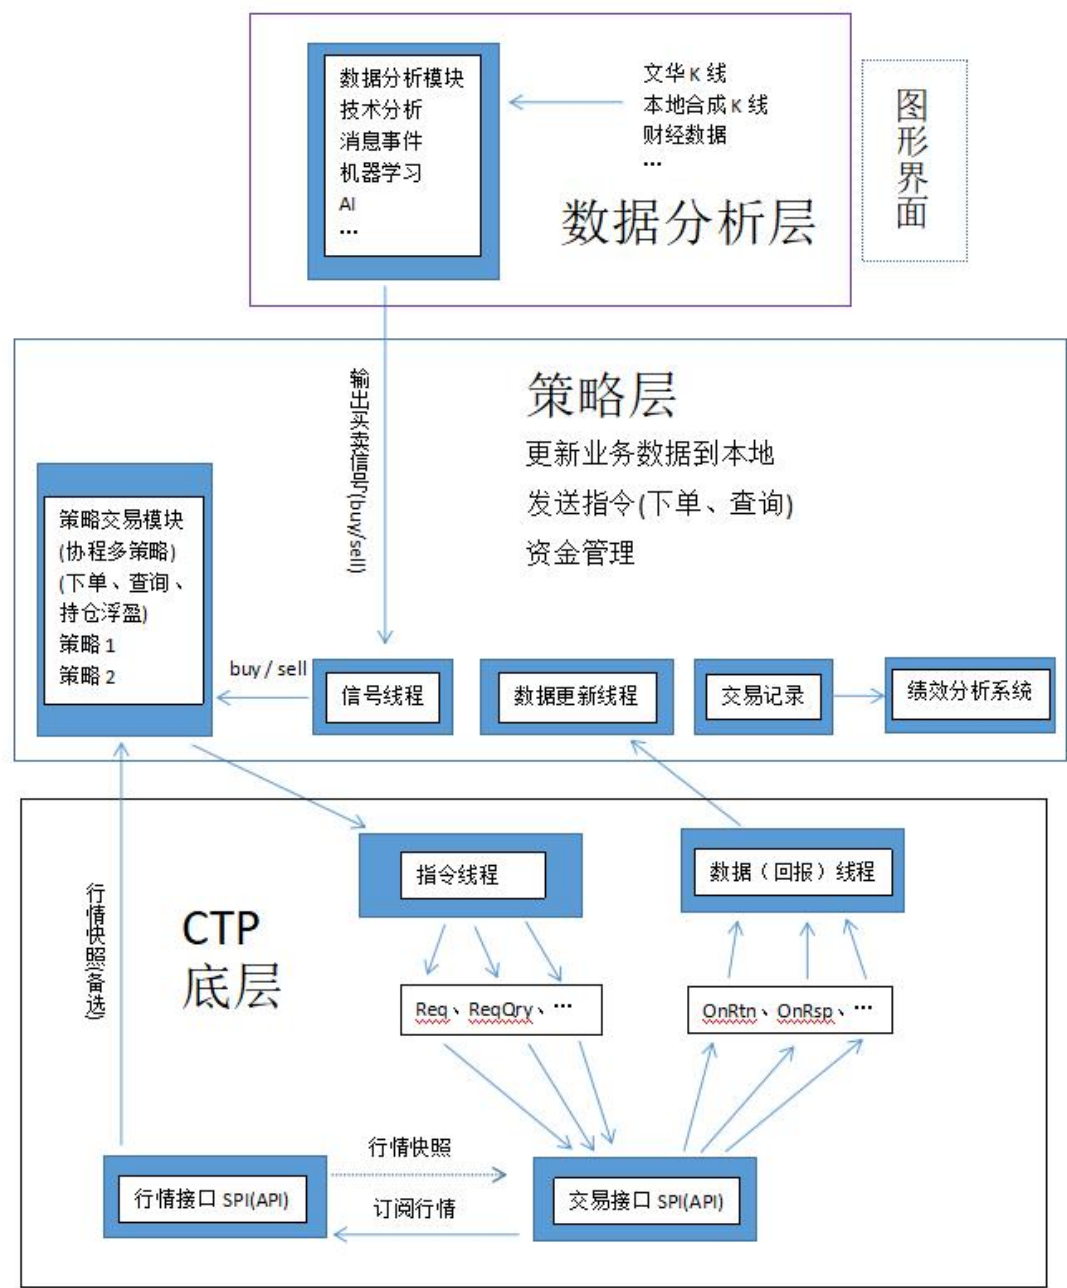 数据分析模块
技术分析
消息事件
机器学习
AI
...
文华 K 线
本地合成 K 线
财经数据
...
数据分析层
图形界面
输出买卖信号(buy/sell)
策略层
更新业务数据到本地
发送指令(下单、查询)
资金管理
策略交易模块
(协程多策略)
(下单、查询、
持仓浮盈)
策略 1
策略 2
buy / sell
信号线程
数据更新线程
交易记录
绩效分析系统
行情快照(备选)
CTP
底层
指令线程
数据（回报）线程
Req、ReqQry、...
OnRtn、OnRsp、...
行情快照
订阅行情
行情接口 SPI(API)
交易接口 SPI(API)